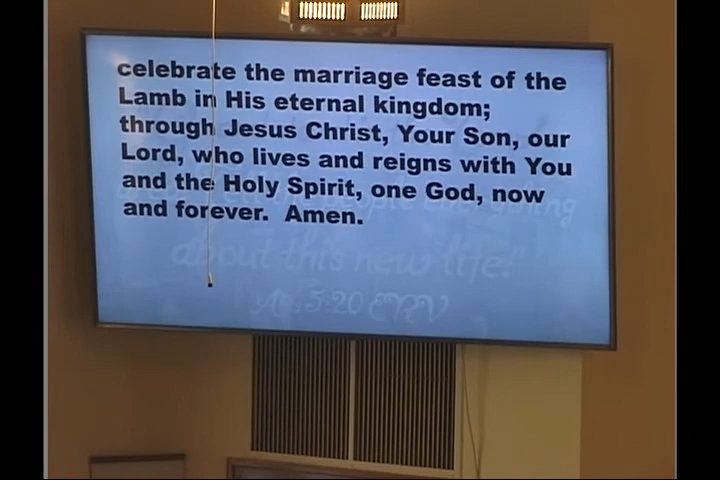 celebrate the marriage feast of the
Lamb in His eternal kingdom;
through Jesus Christ, Your Son, our
Lord, who lives and reigns with You
and the Holy Spirit, one God, now
and forever.  Amen.
about this new life!"
5:20